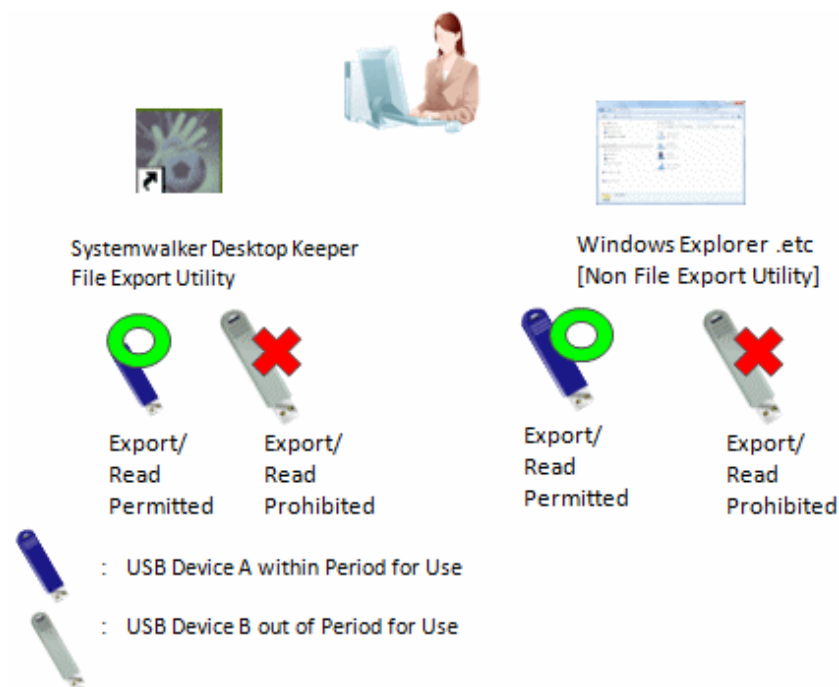 Systemwalker Desktop Keeper
File Export Utility
Windows Explorer .etc
[Non File Export Utility]
Export/
Read
Permitted
Export/
Read
Prohibited
Export/
Read
Permitted
Export/
Read
Prohibited
: USB Device A within Period for Use
: USB Device B out of Period for Use